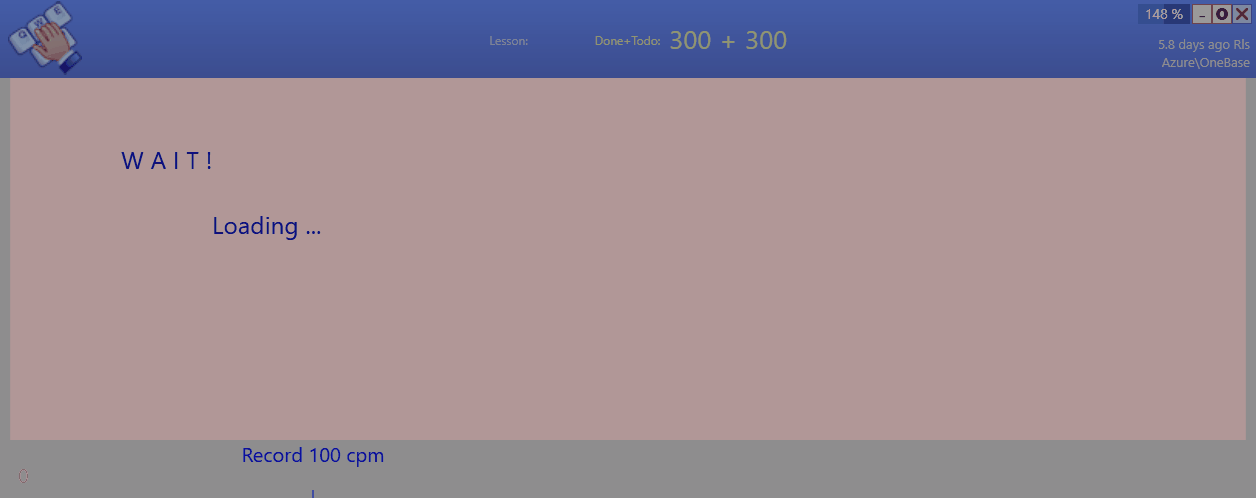 Q W E
148 %
Lesson: Done+Todo: 300 + 300
5.8 days ago Rls
Azure\OneBase
W A I T !
Loading ...
Record 100 cpm